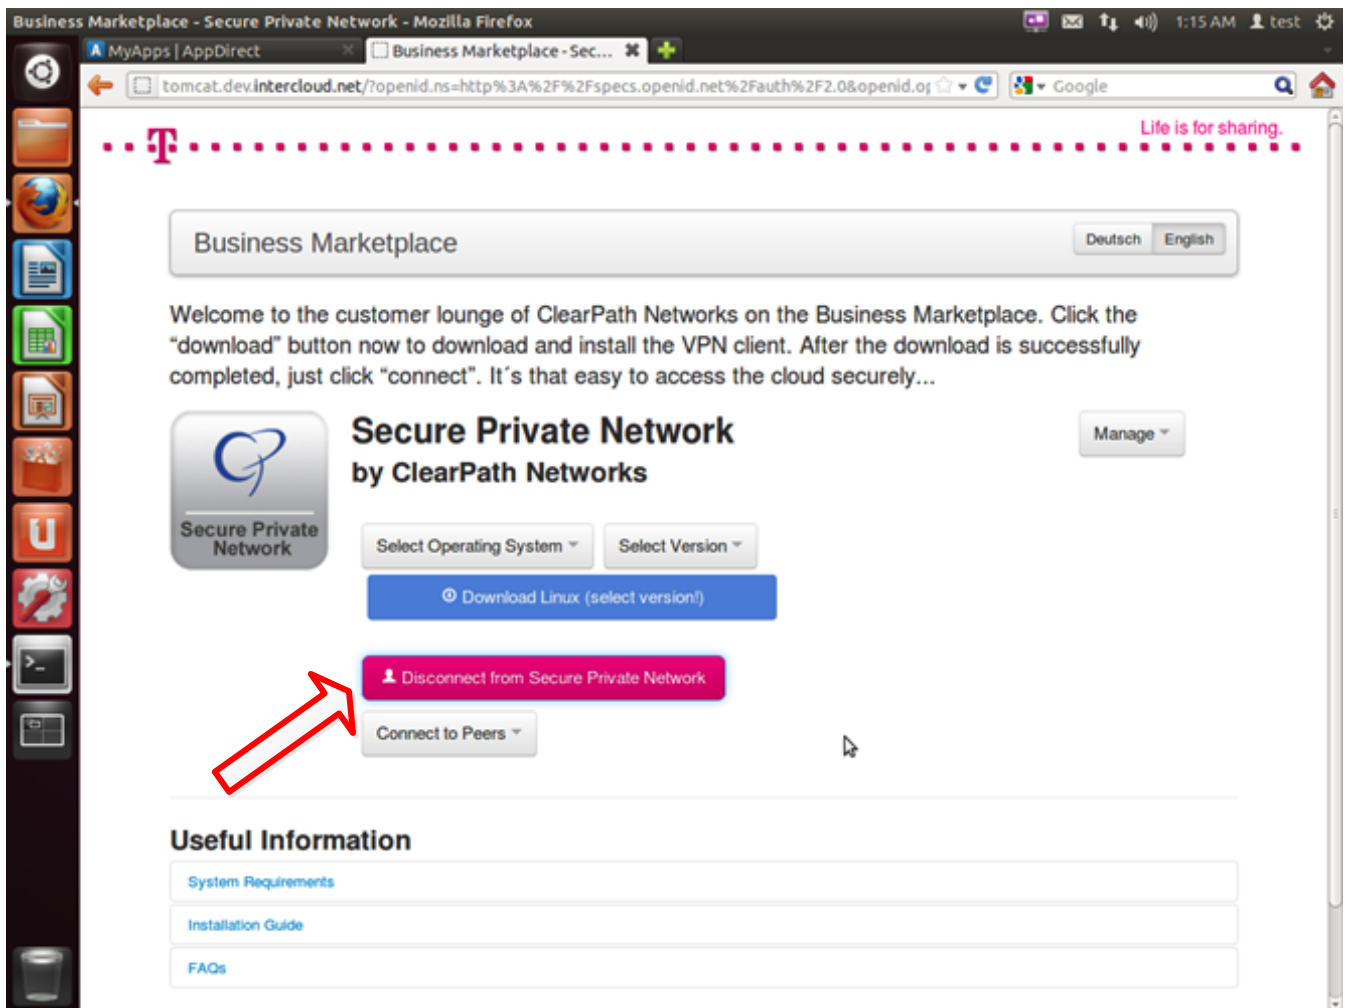 Business Marketplace - Secure Private Network - Mozilla Firefox
1:15 AM test
MyApps | AppDirect
Business Marketplace - Sec...
tomcat.dev.intercloud.net/?openid.ns=http%3A%2F%2Fspecs.openid.net%2Fauth%2F2.0&openid.o
Google
Life is for sharing.
T
Business Marketplace
Deutsch English
Welcome to the customer lounge of ClearPath Networks on the Business Marketplace. Click the
“download” button now to download and install the VPN client. After the download is successfully
completed, just click “connect”. It´s that easy to access the cloud securely...
Secure Private Network
by ClearPath Networks
Manage
Secure Private
Network
Select Operating System
Select Version
Download Linux (select version!)
Disconnect from Secure Private Network
Connect to Peers
Useful Information
System Requirements
Installation Guide
FAQs